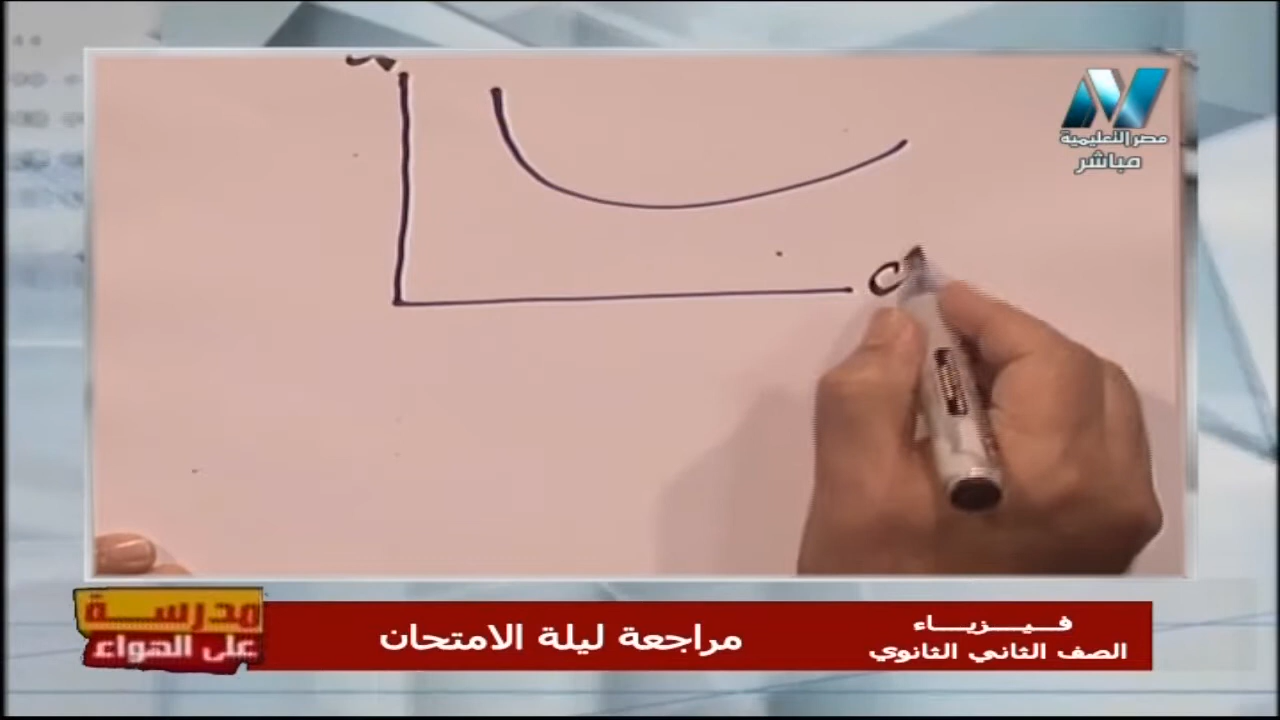 مصر التعليمية
مباشر
مدرسة
على الهواء
مراجعة ليلة الامتحان
فيزياء
الصف الثاني الثانوي